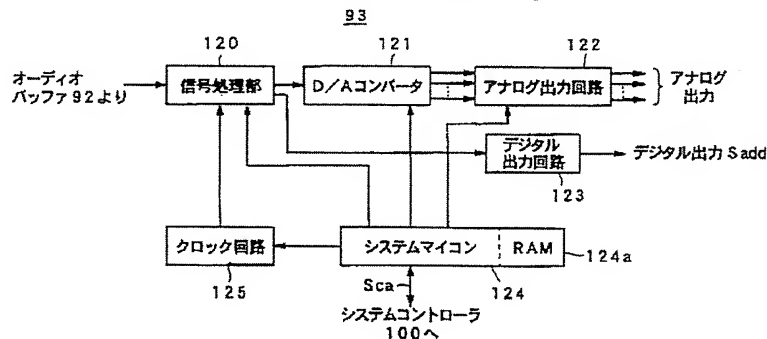 93
120
121
122
オーディオ
バッファ92より
信号処理部
D/Aコンバータ
アナログ出力回路
アナログ
出力
デジタル
出力回路
デジタル出力Sadd
123
クロック回路
システムマイコン
RAM
124a
125
Sca
124
システムコントローラ
100へ